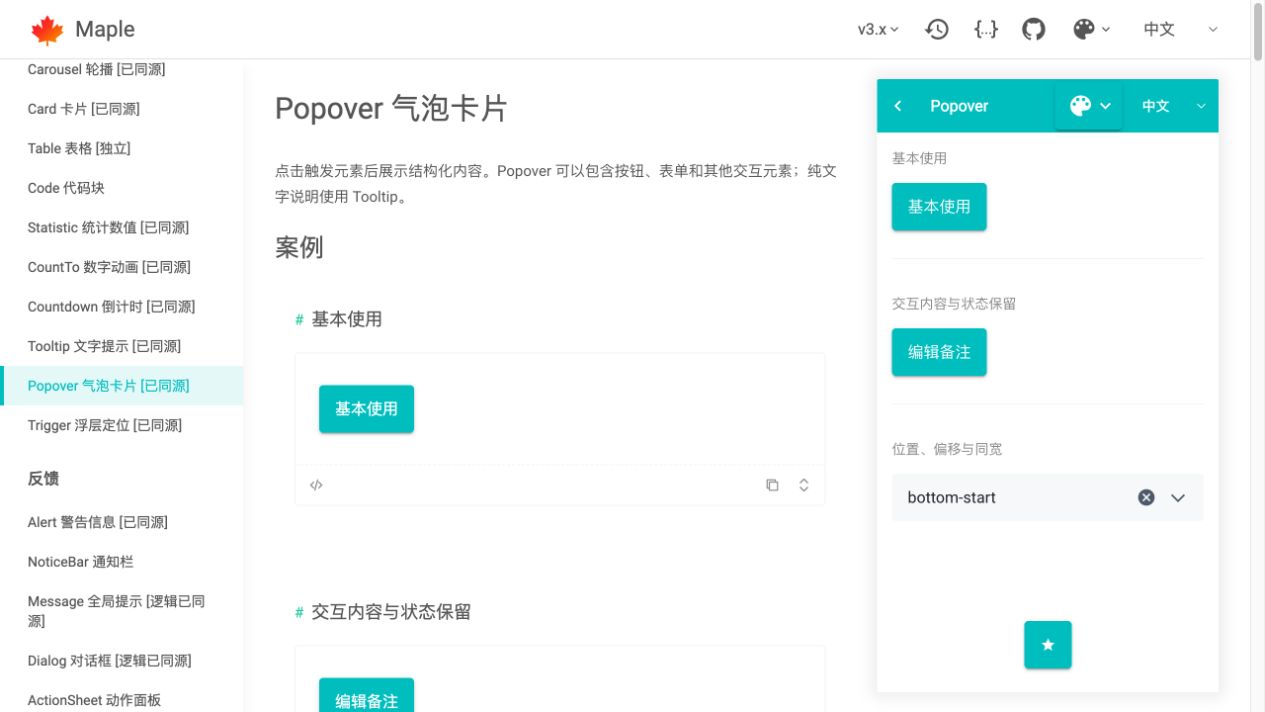 Maple
v3.x
{...}
中文
Carousel 轮播 [已同源]
Card 卡片 [已同源]
Table 表格 [独立]
Code 代码块
Statistic 统计数值 [已同源]
CountTo 数字动画 [已同源]
Countdown 倒计时 [已同源]
Tooltip 文字提示 [已同源]
Popover 气泡卡片 [已同源]
Trigger 浮层定位 [已同源]
反馈
Alert 警告信息 [已同源]
NoticeBar 通知栏
Message 全局提示 [逻辑已同
源]
Dialog 对话框 [逻辑已同源]
ActionSheet 动作面板
Popover 气泡卡片
点击触发元素后展示结构化内容。Popover 可以包含按钮、表单和其他交互元素；纯文
字说明使用 Tooltip。
案例
# 基本使用
基本使用
# 交互内容与状态保留
编辑备注
Popover
中文
基本使用
基本使用
交互内容与状态保留
编辑备注
位置、偏移与同宽
bottom-start